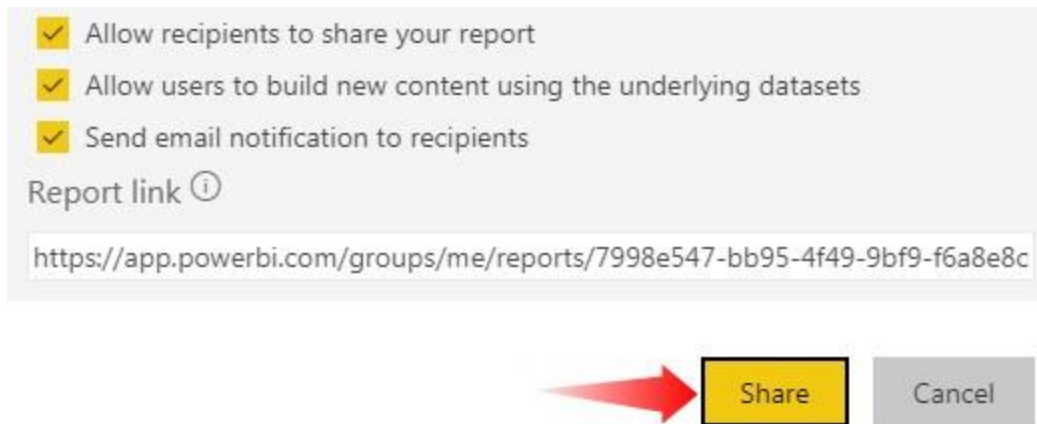 Allow recipients to share your report
Allow users to build new content using the underlying datasets
Send email notification to recipients
Report link
https://app.powerbi.com/groups/me/reports/7998e547-bb95-4f49-9bf9-f6a8e8c
Share Cancel